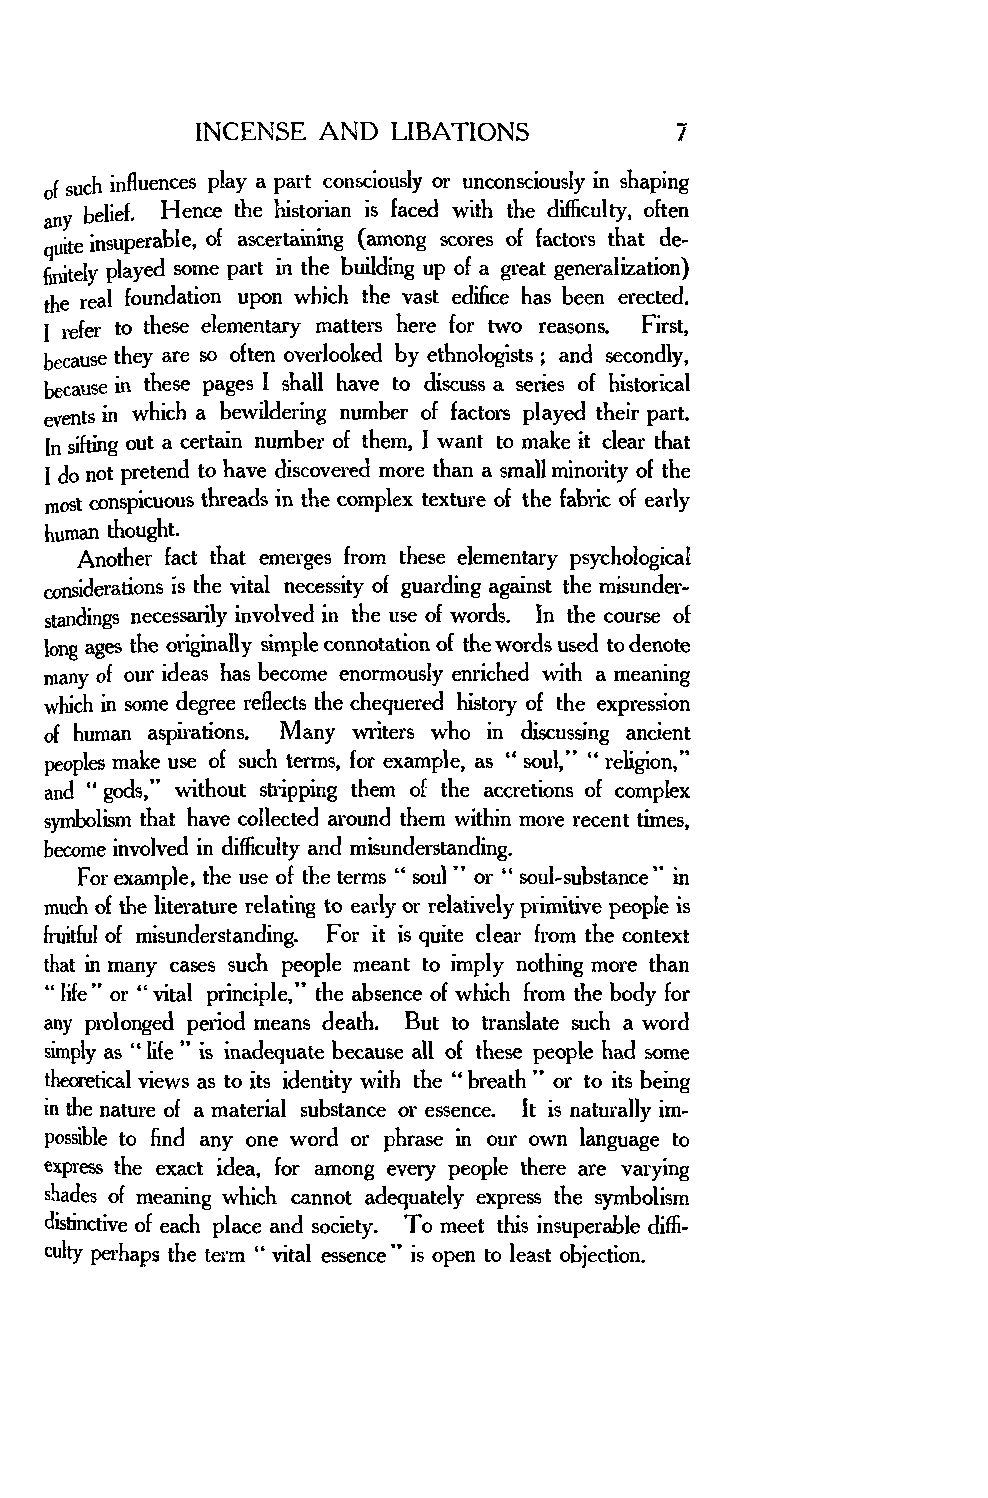 INCENSE AND LIBATIONS 7
of such influences play a part consciously or unconsciously in shaping
any belief. Hence the historian is faced with the difficulty, often
quite insuperable, of ascertaining (among scores of factors that de-
finitely played some part in the building up of a great generalization)
the real foundation upon which the vast edifice has been erected.
I refer to these elementary matters here for two reasons. First,
because they are so often overlooked by ethnologists ; and secondly,
because in these pages I shall have to discuss a series of historical
events in which a bewildering number of factors played their part.
In sifting out a certain number of them, I want to make it clear that
I do not pretend to have discovered more than a small minority of the
most conspicuous threads in the complex texture of the fabric of early
human thought.
Another fact that emerges from these elementary psychological
considerations is the vital necessity of guarding against the misunder-
standings necessarily involved in the use of words. In the course of
long ages the originally simple connotation of the words used to denote
many of our ideas has become enormously enriched with a meaning
which in some degree reflects the chequered history of the expression
of human aspirations. Many writers who in discussing ancient
peoples make use of such terms, for example, as " soul," " religion,"
and " gods," without stripping them of the accretions of complex
symbolism that have collected around them within more recent times,
become involved in difficulty and misunderstanding.
For example, the use of the terms " soul " or " soul-substance " in
much of the literature relating to early or relatively primitive people is
fruitful of misunderstanding. For it is quite clear from the context
that in many cases such people meant to imply nothing more than
" life " or " vital principle," the absence of which from the body for
any prolonged period means death. But to translate such a word
simply as " life " is inadequate because all of these people had some
theoretical views as to its identity with the " breath " or to its being
in the nature of a material substance or essence. It is naturally im-
possible to find any one word or phrase in our own language to
express the exact idea, for among every people there are varying
shades of meaning which cannot adequately express the symbolism
distinctive of each place and society. To meet this insuperable diffi-
culty perhaps the term " vital essence " is open to least objection.